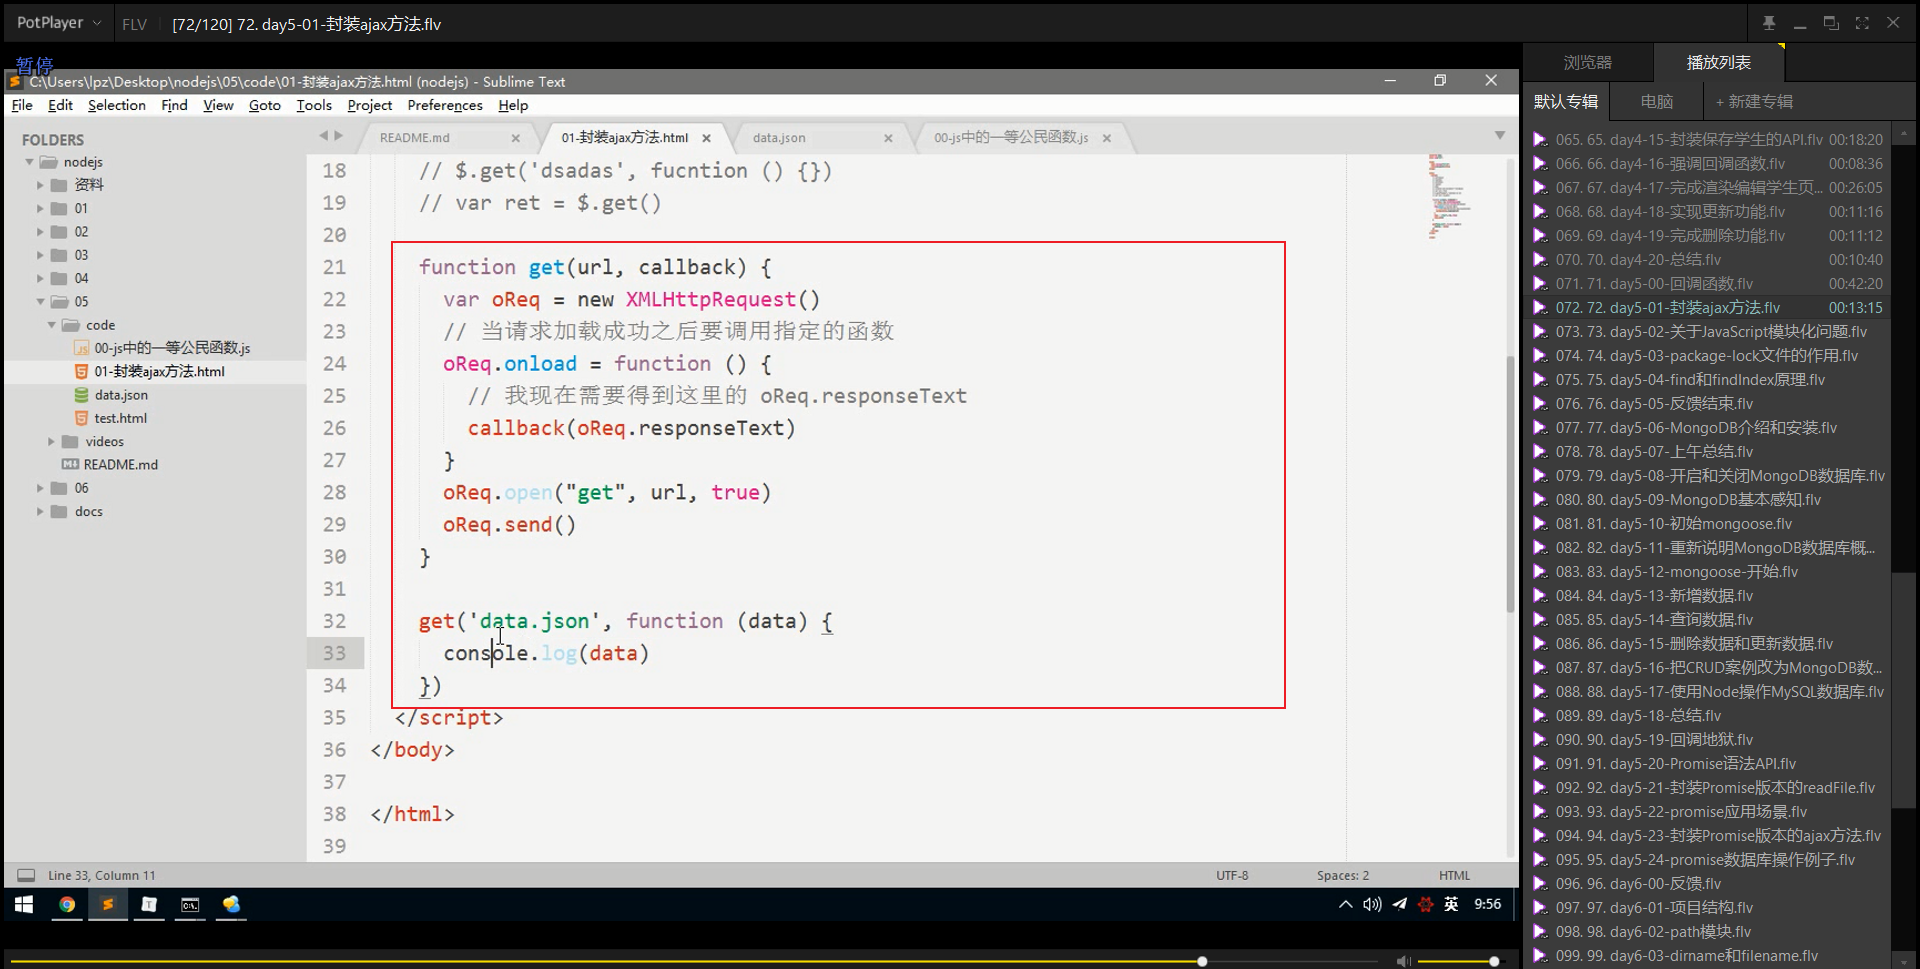 PotPlayer FLV [72/120] 72. day5-01-封装ajax方法.flv
暂停
C:\Users\lpz\Desktop\nodejs\05\code\01-封装ajax方法.html (nodejs) - Sublime Text
File Edit Selection Find View Goto Tools Project Preferences Help
FOLDERS
nodejs
资料
01
02
03
04
05
code
00-js中的一等公民函数.js
01-封装ajax方法.html
data.json
test.html
videos
README.md
06
docs
README.md 01-封装ajax方法.html data.json 00-js中的一等公民函数.js
18 // $.get('dsadas', fucntion () {})
19 // var ret = $.get()
20
21 function get(url, callback) {
22 var oReq = new XMLHttpRequest()
23 // 当请求加载成功之后要调用指定的函数
24 oReq.onload = function () {
25 // 我现在需要得到这里的 oReq.responseText
26 callback(oReq.responseText)
27 }
28 oReq.open("get", url, true)
29 oReq.send()
30 }
31
32 get('data.json', function (data) {
33 console.log(data)
34 })
35 </script>
36 </body>
37
38 </html>
39
Line 33, Column 11 UTF-8 Spaces: 2 HTML
英 9:56
浏览器 播放列表
默认专辑 电脑 + 新建专辑
065. 65. day4-15-封装保存学生的API.flv 00:18:20
066. 66. day4-16-强调回调函数.flv 00:08:36
067. 67. day4-17-完成渲染编辑学生页... 00:26:05
068. 68. day4-18-实现更新功能.flv 00:11:16
069. 69. day4-19-完成删除功能.flv 00:11:12
070. 70. day4-20-总结.flv 00:10:40
071. 71. day5-00-回调函数.flv 00:42:20
072. 72. day5-01-封装ajax方法.flv 00:13:15
073. 73. day5-02-关于JavaScript模块化问题.flv
074. 74. day5-03-package-lock文件的作用.flv
075. 75. day5-04-find和findIndex原理.flv
076. 76. day5-05-反馈结束.flv
077. 77. day5-06-MongoDB介绍和安装.flv
078. 78. day5-07-上午总结.flv
079. 79. day5-08-开启和关闭MongoDB数据库.flv
080. 80. day5-09-MongoDB基本感知.flv
081. 81. day5-10-初始mongoose.flv
082. 82. day5-11-重新说明MongoDB数据库概...
083. 83. day5-12-mongoose-开始.flv
084. 84. day5-13-新增数据.flv
085. 85. day5-14-查询数据.flv
086. 86. day5-15-删除数据和更新数据.flv
087. 87. day5-16-把CRUD案例改为MongoDB数...
088. 88. day5-17-使用Node操作MySQL数据库.flv
089. 89. day5-18-总结.flv
090. 90. day5-19-回调地狱.flv
091. 91. day5-20-Promise语法API.flv
092. 92. day5-21-封装Promise版本的readFile.flv
093. 93. day5-22-promise应用场景.flv
094. 94. day5-23-封装Promise版本的ajax方法.flv
095. 95. day5-24-promise数据库操作例子.flv
096. 96. day6-00-反馈.flv
097. 97. day6-01-项目结构.flv
098. 98. day6-02-path模块.flv
099. 99. day6-03-dirname和filename.flv